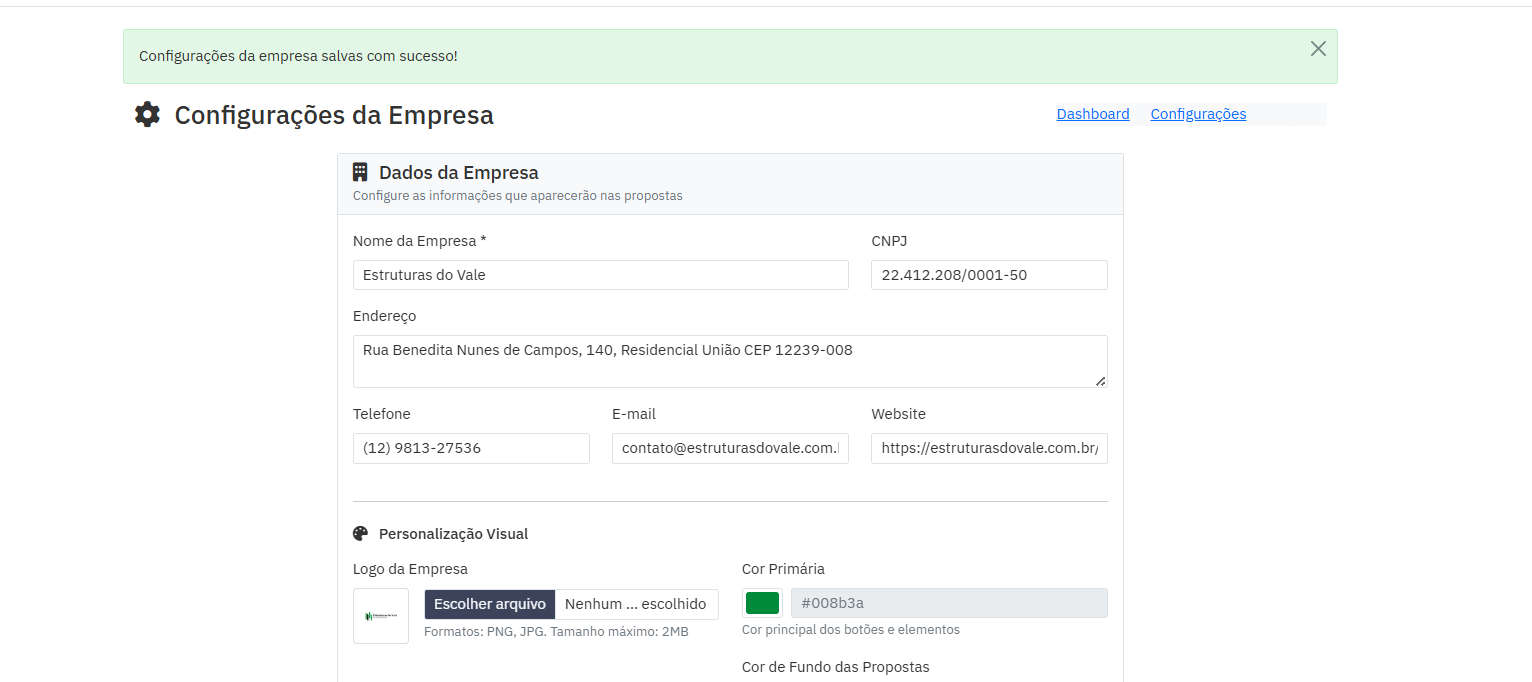 Configurações da empresa salvas com sucesso!
Configurações da Empresa
Dashboard Configurações
Dados da Empresa
Configure as informações que aparecerão nas propostas
Nome da Empresa * CNPJ
Estruturas do Vale 22.412.208/0001-50
Endereço
Rua Benedita Nunes de Campos, 140, Residencial União CEP 12239-008
Telefone E-mail Website
(12) 9813-27536 contato@estruturasdovale.com. https://estruturasdovale.com.br/
Personalização Visual
Logo da Empresa Cor Primária
Escolher arquivo Nenhum ... escolhido #008b3a
Formatos: PNG, JPG. Tamanho máximo: 2MB Cor principal dos botões e elementos
Cor de Fundo das Propostas